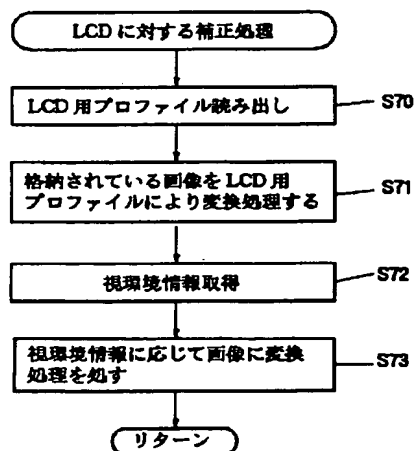 LCDに対する補正処理
LCD用プロファイル読み出し
S70
格納されている画像をLCD用
プロファイルにより変換処理する
S71
視環境情報取得
S72
視環境情報に応じて画像に変換
処理を処す
S73
リターン